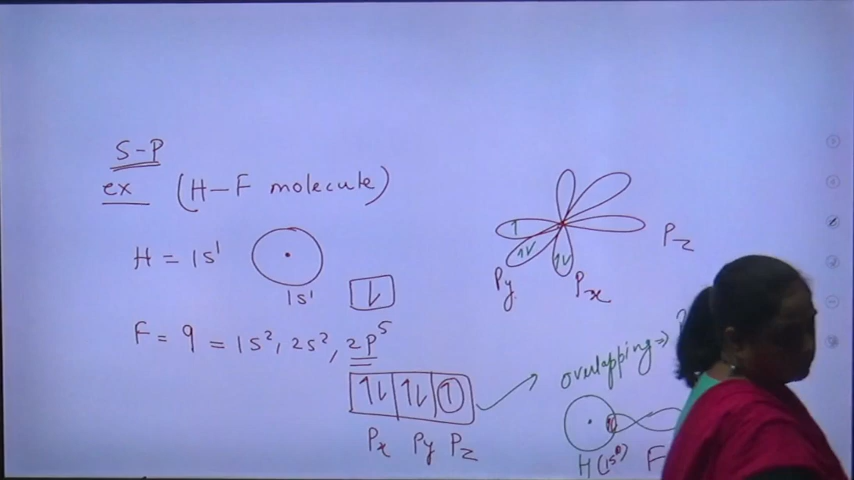 S-P
ex (H-F molecule)
H = 1s¹
1s¹
F = 9 = 1s², 2s², 2P⁵
Px Py Pz
Pz
Py
Px
overlapping⇒
H(1s¹) F